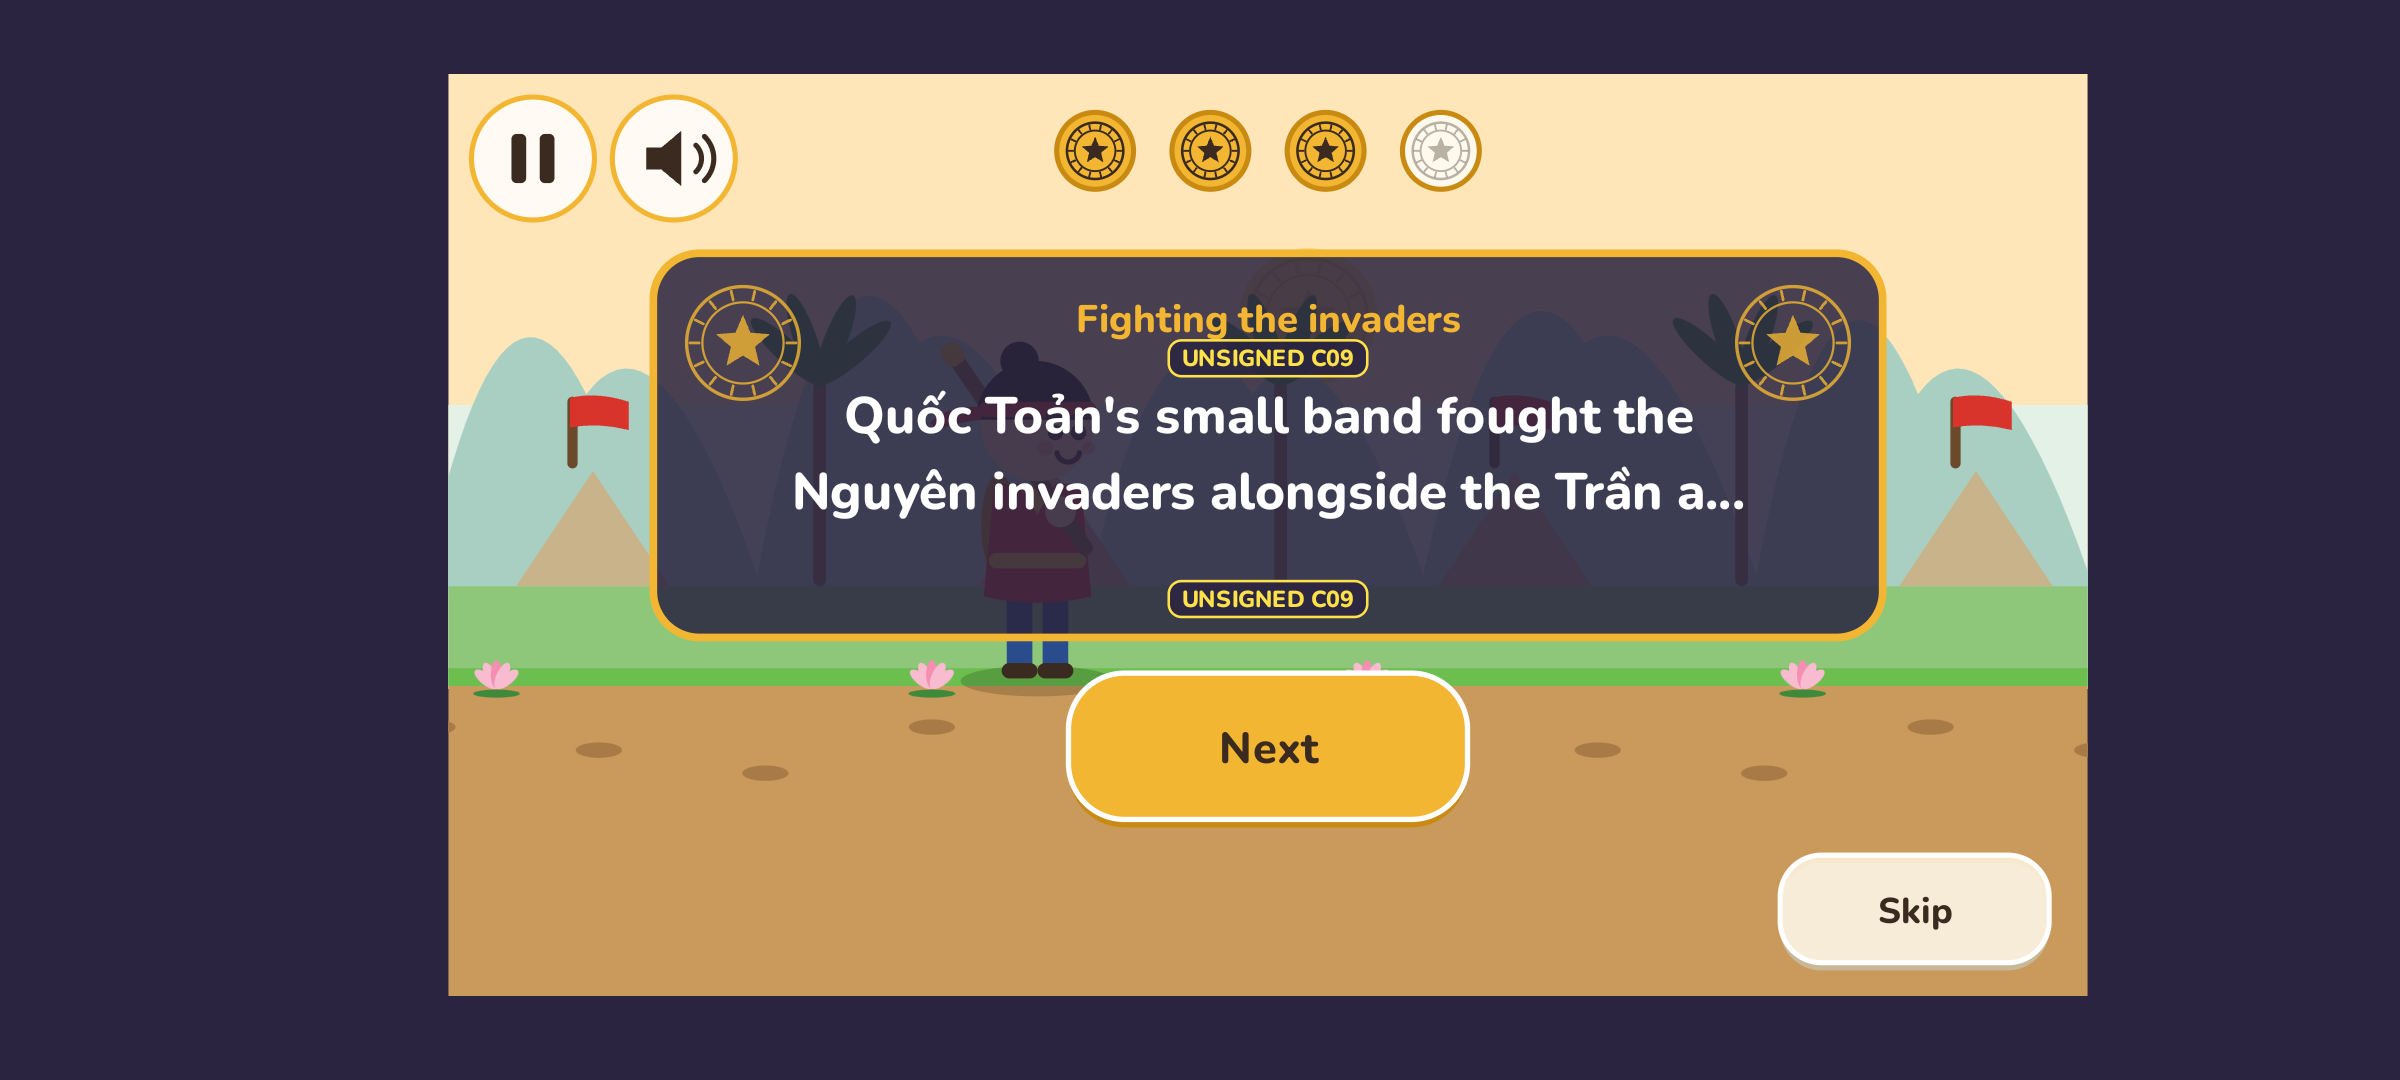 Fighting the invaders
UNSIGNED C09
Quốc Toản's small band fought the
Nguyên invaders alongside the Trần a...
UNSIGNED C09
Next
Skip